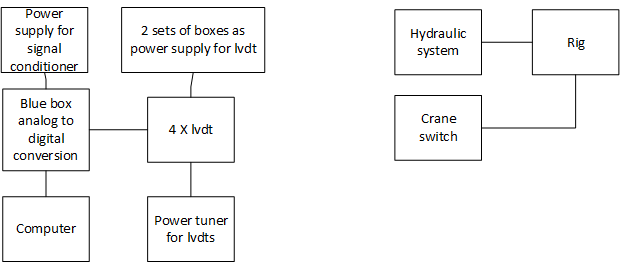 Power
supply for
signal
conditioner
2 sets of boxes as
power supply for lvdt
Hydraulic
system
Rig
Blue box
analog to
digital
conversion
4 X lvdt
Crane
switch
Computer
Power tuner
for lvdts